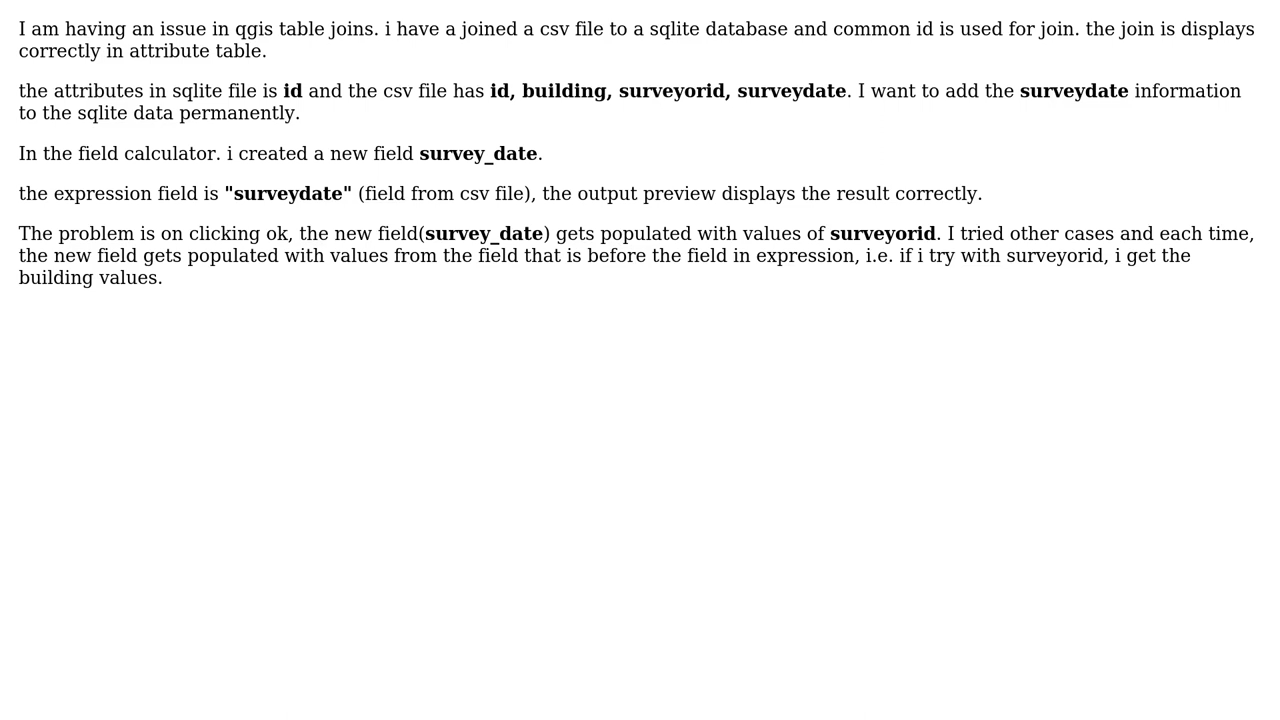 I am having an issue in qgis table joins. i have a joined a csv file to a sqlite database and common id is used for join. the join is displays
correctly in attribute table.
the attributes in sqlite file is id and the csv file has id, building, surveyorid, surveydate. I want to add the surveydate information
to the sqlite data permanently.
In the field calculator. i created a new field survey_date.
the expression field is "surveydate" (field from csv file), the output preview displays the result correctly.
The problem is on clicking ok, the new field(survey_date) gets populated with values of surveyorid. I tried other cases and each time,
the new field gets populated with values from the field that is before the field in expression, i.e. if i try with surveyorid, i get the
building values.